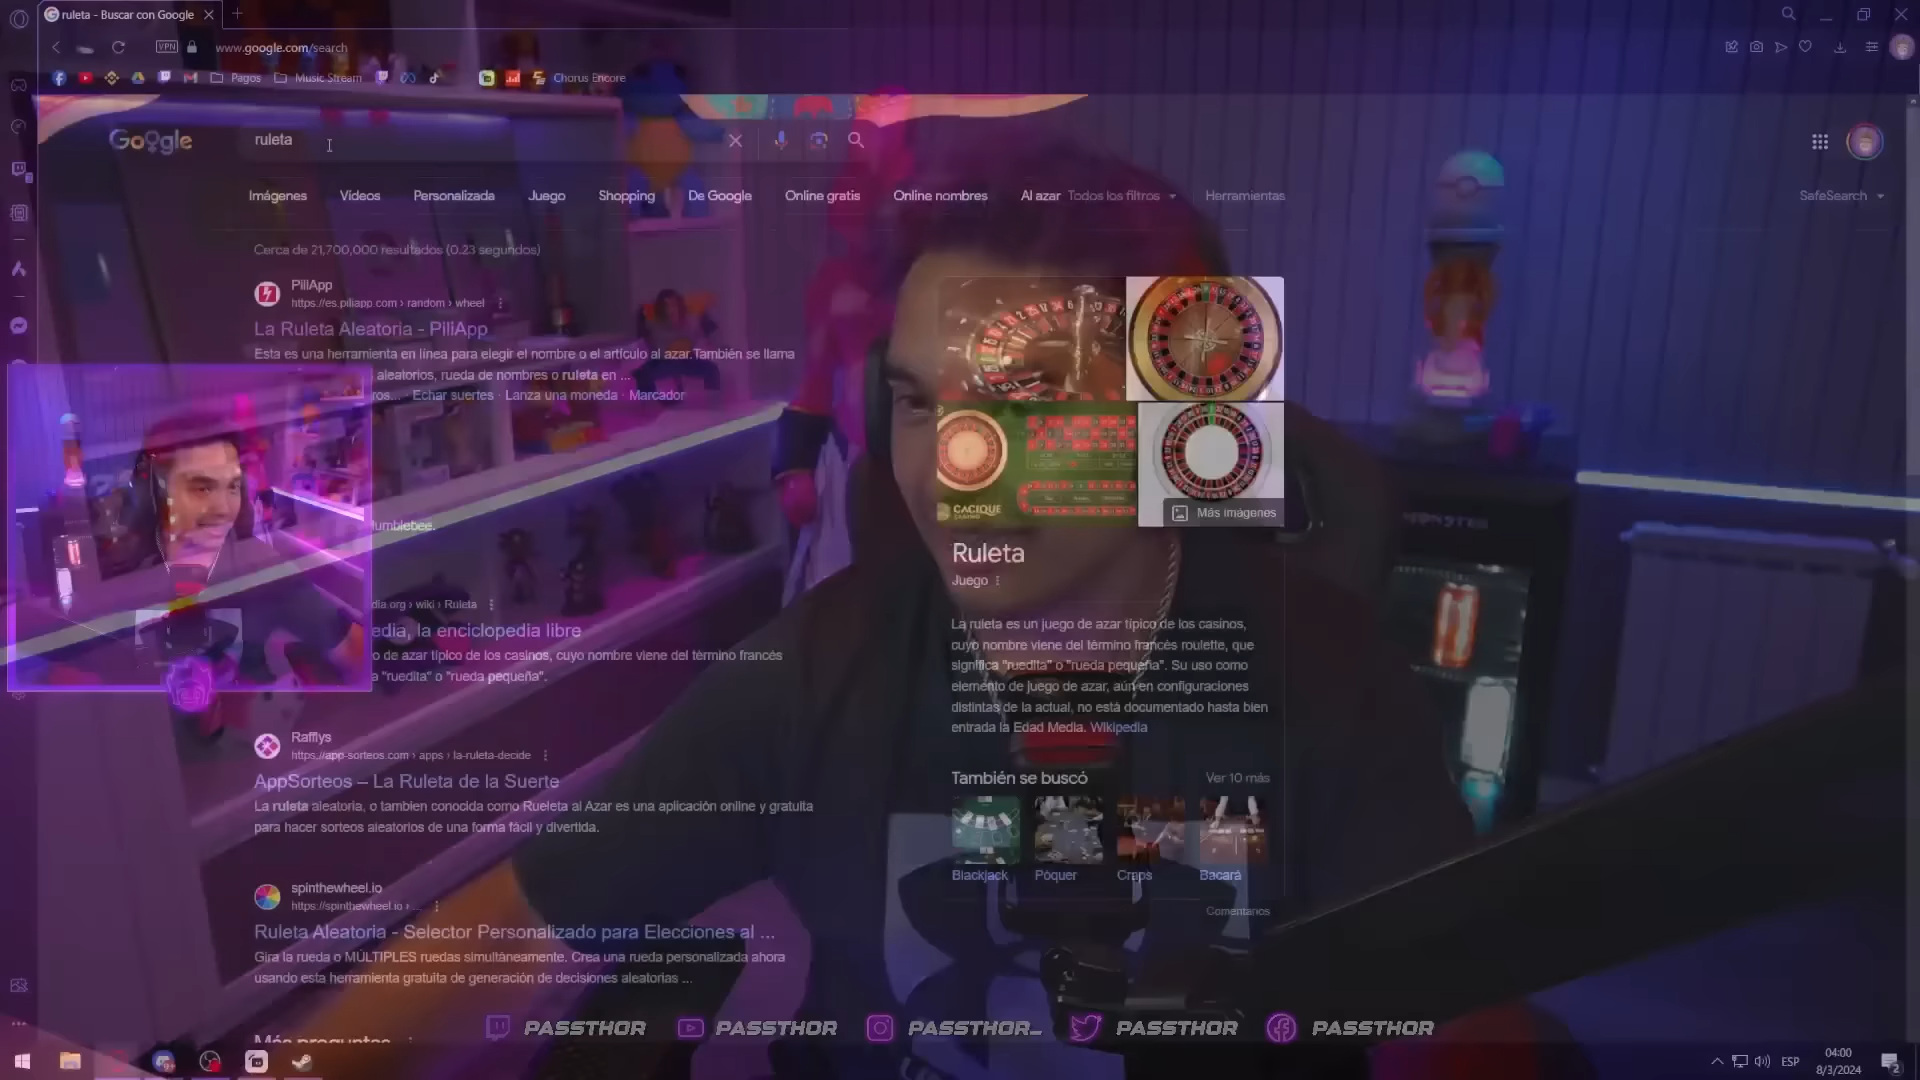 ruleta - Buscar con Google
VPN
www.google.com/search
Pagos
Music Stream
Chorus Encore
Google
ruleta
Imágenes
Videos
Personalizada
Juego
Shopping
De Google
Online gratis
Online nombres
Al azar
Todos los filtros
Herramientas
SafeSearch
Cerca de 21,700,000 resultados (0.23 segundos)
PiliApp
https://es.piliapp.com › random › wheel
La Ruleta Aleatoria - PiliApp
Esta es una herramienta en línea para elegir el nombre o el artículo al azar.También se llama
aleatorios, rueda de nombres o ruleta en ...
ros... · Echar suertes · Lanza una moneda · Marcador
umblebee.
dia.org › wiki › Ruleta
edia, la enciclopedia libre
o de azar típico de los casinos, cuyo nombre viene del término francés
a "ruedita" o "rueda pequeña".
Rafflys
https://app-sorteos.com › apps › la-ruleta-decide
AppSorteos – La Ruleta de la Suerte
La ruleta aleatoria, o tambien conocida como Rueleta al Azar es una aplicación online y gratuita
para hacer sorteos aleatorios de una forma fácil y divertida.
spinthewheel.io
https://spinthewheel.io › ...
Ruleta Aleatoria - Selector Personalizado para Elecciones al ...
Gira la rueda o MÚLTIPLES ruedas simultáneamente. Crea una rueda personalizada ahora
usando esta herramienta gratuita de generación de decisiones aleatorias ...
Más preguntas
CACIQUE
Más imágenes
Ruleta
Juego
La ruleta es un juego de azar típico de los casinos,
cuyo nombre viene del término francés roulette, que
significa "ruedita" o "rueda pequeña". Su uso como
elemento de juego de azar, aún en configuraciones
distintas de la actual, no está documentado hasta bien
entrada la Edad Media. Wikipedia
También se buscó
Ver 10 más
Blackjack
Póquer
Craps
Bacará
Comentarios
MONSTER
PASSTHOR
PASSTHOR
PASSTHOR_
PASSTHOR
PASSTHOR
ESP
04:00
8/3/2024
2